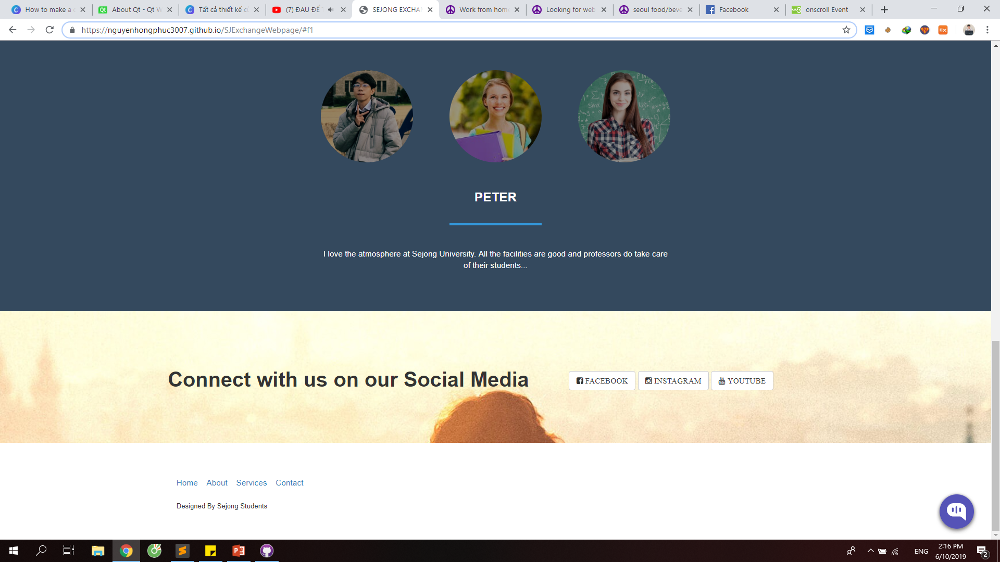 How to make a
About Qt - Qt W
Tất cả thiết kế củ
(7) ĐAU ĐỂ T
SEJONG EXCHAN
Work from home
Looking for web
seoul food/beve
Facebook
onscroll Event
https://nguyenhongphuc3007.github.io/SJExchangeWebpage/#f1
PETER
I love the atmosphere at Sejong University. All the facilities are good and professors do take care
of their students...
Connect with us on our Social Media
FACEBOOK
INSTAGRAM
YOUTUBE
Home About Services Contact
Designed By Sejong Students
ENG
2:16 PM
6/10/2019
2